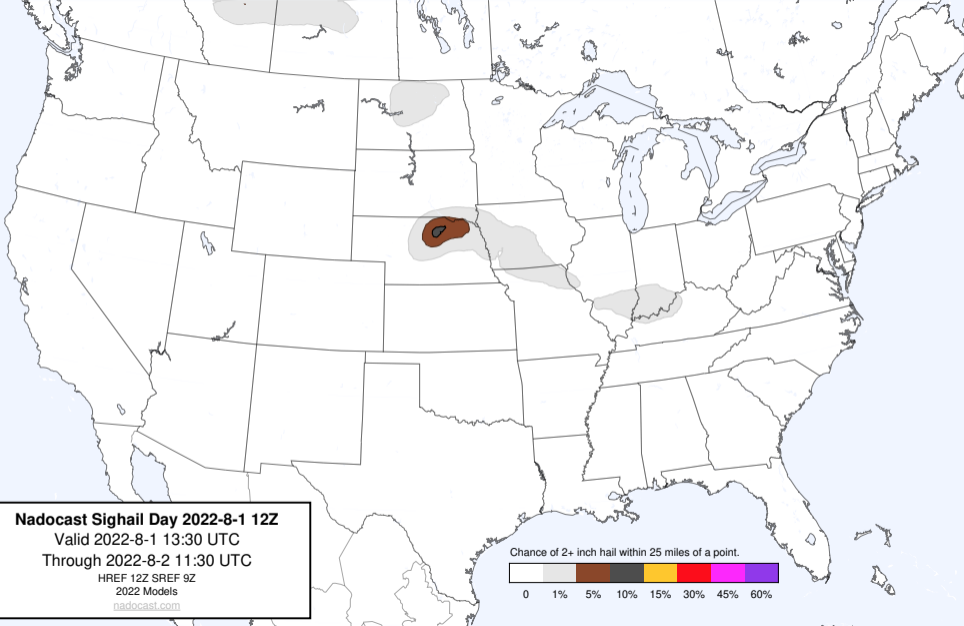 Nadocast Sighail Day 2022-8-1 12Z
Valid 2022-8-1 13:30 UTC
Through 2022-8-2 11:30 UTC
HREF 12Z SREF 9Z
2022 Models
nadocast.com
Chance of 2+ inch hail within 25 miles of a point.
0 1% 5% 10% 15% 30% 45% 60%